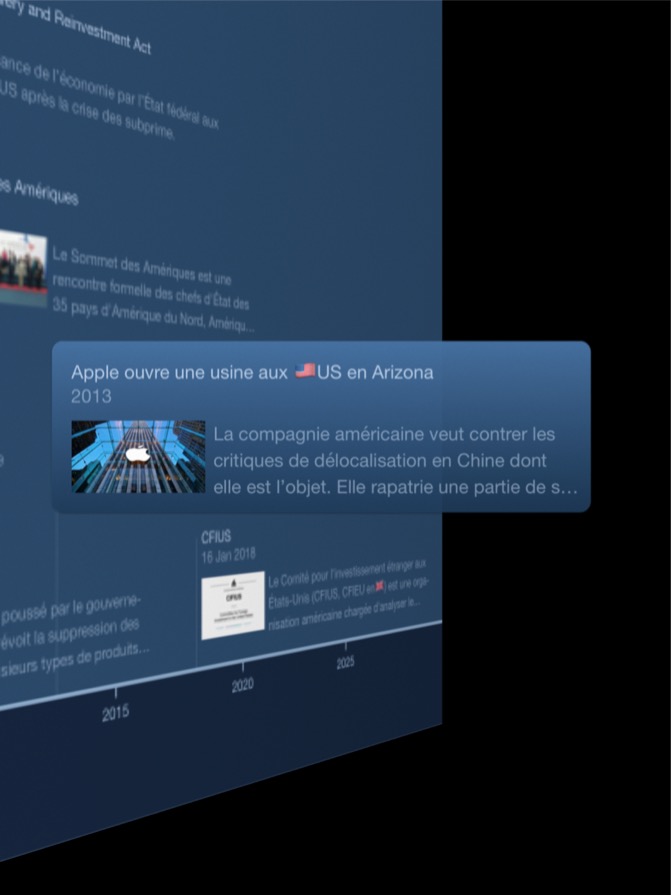 very and Reinvestment Act
ance de l'économie par l'État fédéral aux
US après la crise des subprime.
es Amériques
Le Sommet des Amériques est une
rencontre formelle des chefs d'État des
35 pays d'Amérique du Nord, Amériqu...
Apple ouvre une usine aux 🇺🇸US en Arizona
2013
La compagnie américaine veut contrer les
critiques de délocalisation en Chine dont
elle est l'objet. Elle rapatrie une partie de s...
e
CFIUS
16 Jan 2018
CFIUS
Le Comité pour l'investissement étranger aux
États-Unis (CFIUS, CFIEU en ) est une orga-
nisation américaine chargée d'analyser le...
poussé par le gouverne-
évoit la suppression des
sieurs types de produits...
2015
2020
2025